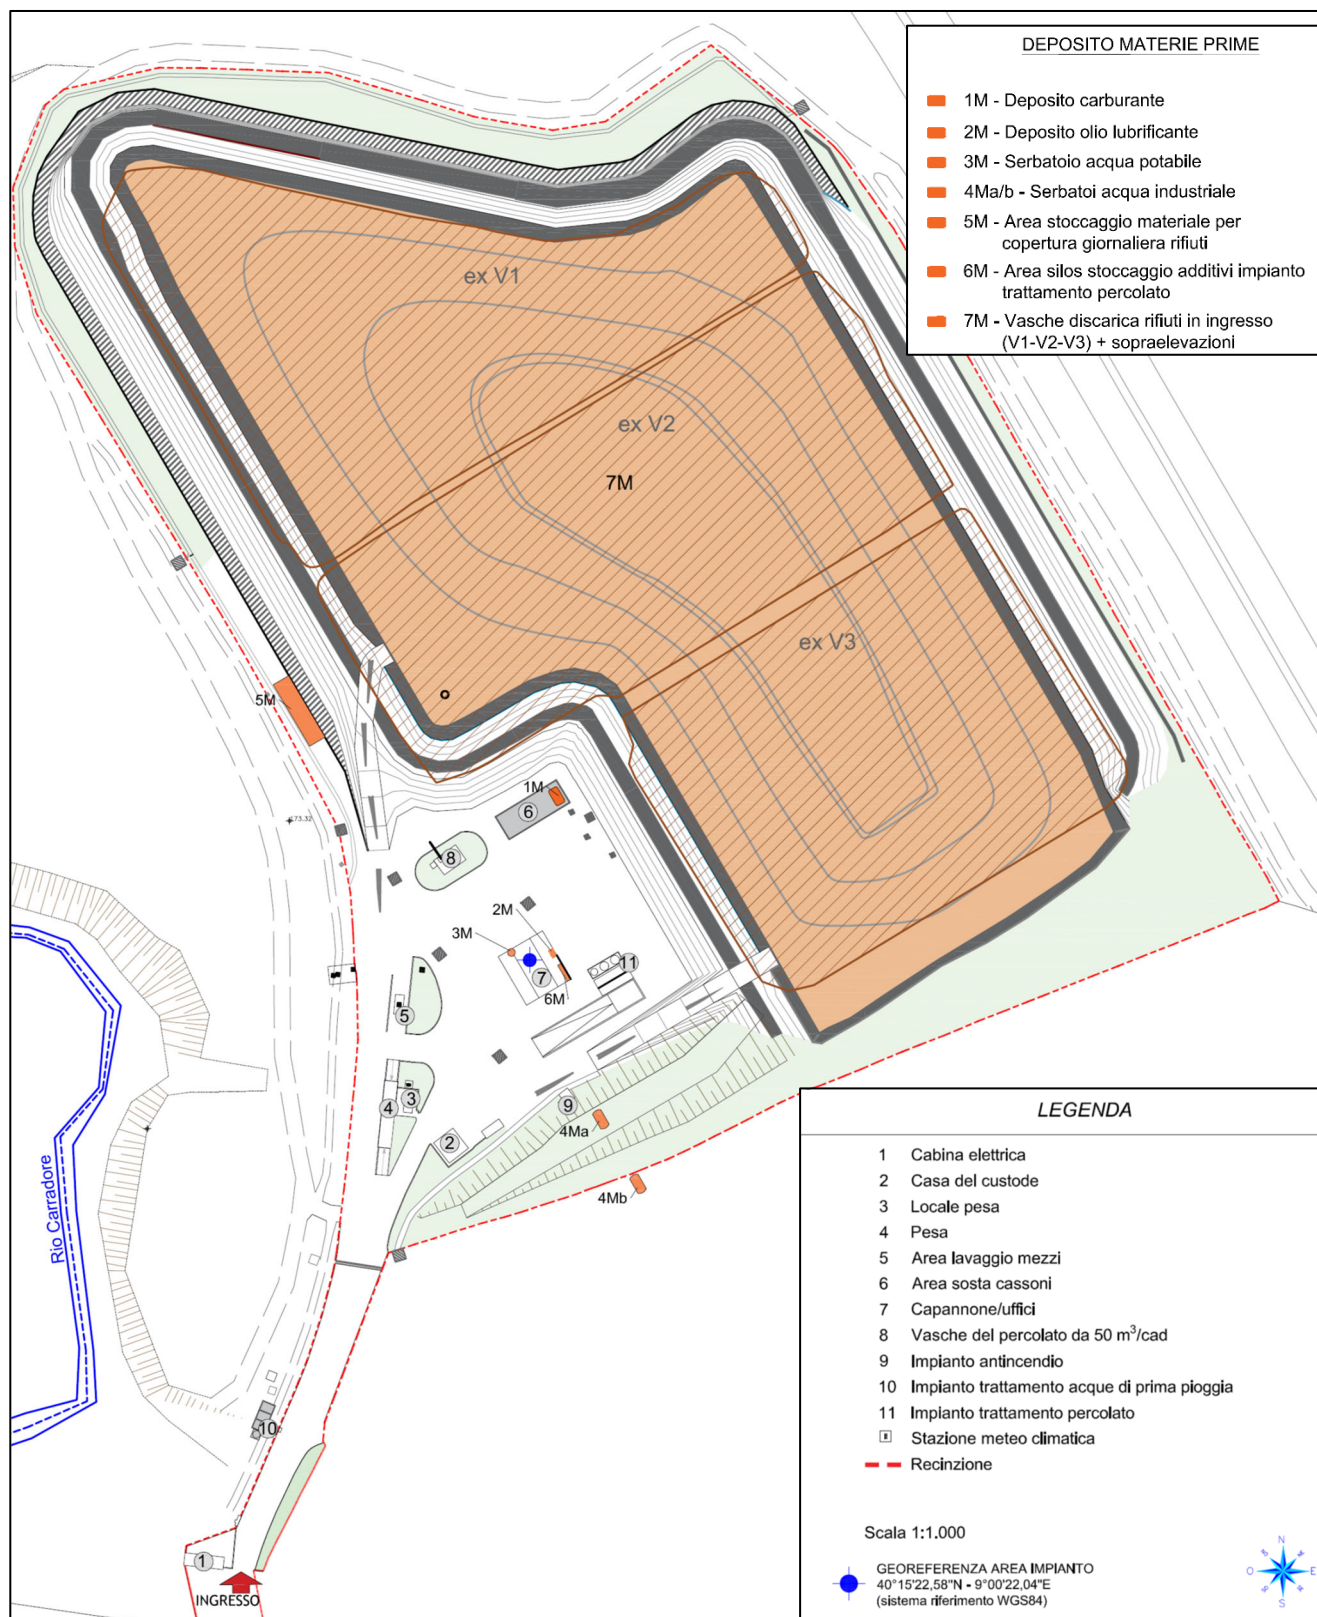 DEPOSITO MATERIE PRIME
1M - Deposito carburante
2M - Deposito olio lubrificante
3M - Serbatoio acqua potabile
4Ma/b - Serbatoi acqua industriale
5M - Area stoccaggio materiale per
copertura giornaliera rifiuti
6M - Area silos stoccaggio additivi impianto
trattamento percolato
7M - Vasche discarica rifiuti in ingresso
(V1-V2-V3) + sopraelevazioni
ex V1
ex V2
7M
ex V3
5M
1M
6
173.32
8
2M
3M
11
7
6M
5
4
3
9
4Ma
2
4Mb
Rio Carradore
10
1
INGRESSO
LEGENDA
1 Cabina elettrica
2 Casa del custode
3 Locale pesa
4 Pesa
5 Area lavaggio mezzi
6 Area sosta cassoni
7 Capannone/uffici
8 Vasche del percolato da 50 m³/cad
9 Impianto antincendio
10 Impianto trattamento acque di prima pioggia
11 Impianto trattamento percolato
Stazione meteo climatica
Recinzione
Scala 1:1.000
GEOREFERENZA AREA IMPIANTO
40°15'22,58"N - 9°00'22,04"E
(sistema riferimento WGS84)
N
O
E
S